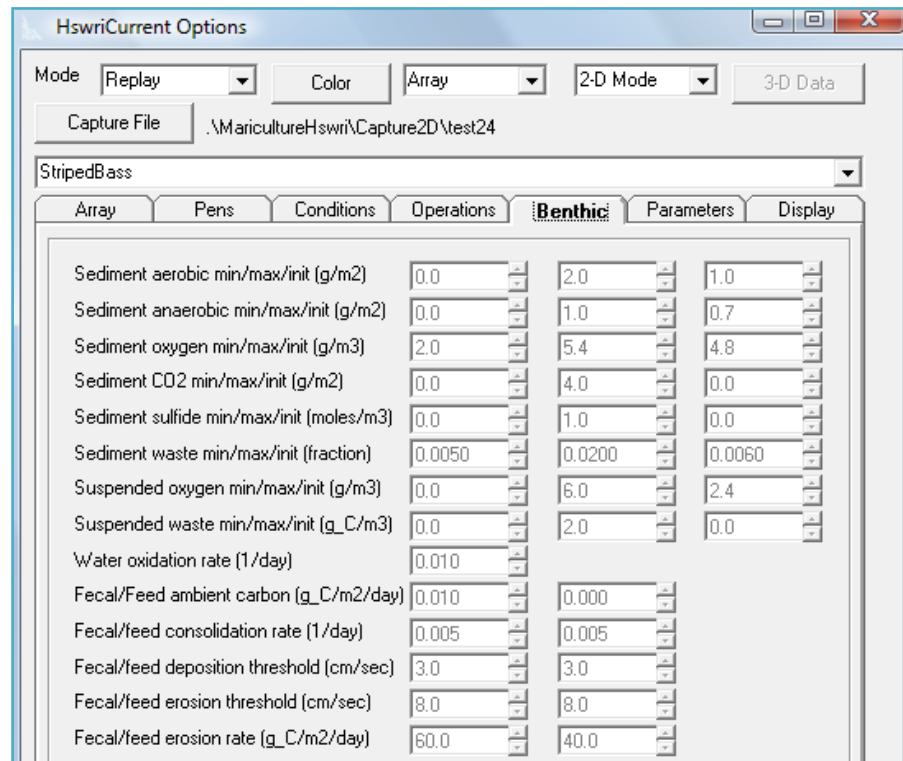 HswriCurrent Options
Mode Replay Color Array 2-D Mode 3-D Data
Capture File .\MaricultureHswri\Capture2D\test24
StripedBass
Array Pens Conditions Operations Benthic Parameters Display
Sediment aerobic min/max/init (g/m2) 0.0 2.0 1.0
Sediment anaerobic min/max/init (g/m2) 0.0 1.0 0.7
Sediment oxygen min/max/init (g/m3) 2.0 5.4 4.8
Sediment CO2 min/max/init (g/m2) 0.0 4.0 0.0
Sediment sulfide min/max/init (moles/m3) 0.0 1.0 0.0
Sediment waste min/max/init (fraction) 0.0050 0.0200 0.0060
Suspended oxygen min/max/init (g/m3) 0.0 6.0 2.4
Suspended waste min/max/init (g_C/m3) 0.0 2.0 0.0
Water oxidation rate (1/day) 0.010
Fecal/Feed ambient carbon (g_C/m2/day) 0.010 0.000
Fecal/feed consolidation rate (1/day) 0.005 0.005
Fecal/feed deposition threshold (cm/sec) 3.0 3.0
Fecal/feed erosion threshold (cm/sec) 8.0 8.0
Fecal/feed erosion rate (g_C/m2/day) 60.0 40.0